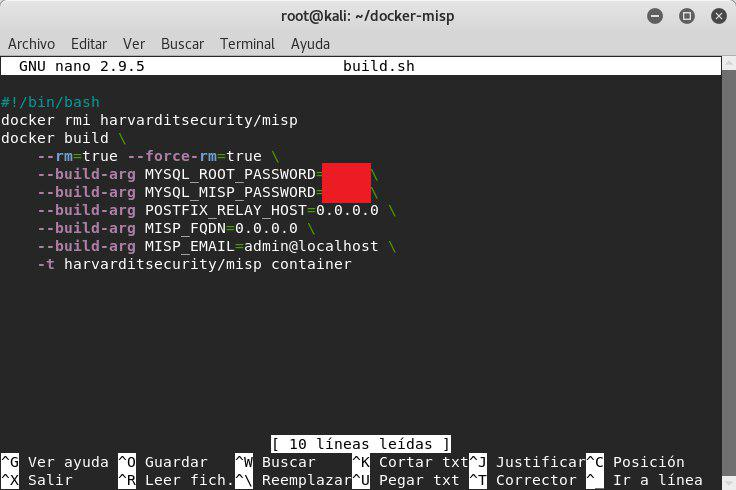 root@kali: ~/docker-misp
Archivo Editar Ver Buscar Terminal Ayuda
GNU nano 2.9.5 build.sh
#!/bin/bash
docker rmi harvarditsecurity/misp
docker build \
--rm=true --force-rm=true \
--build-arg MYSQL_ROOT_PASSWORD= \
--build-arg MYSQL_MISP_PASSWORD= \
--build-arg POSTFIX_RELAY_HOST=0.0.0.0 \
--build-arg MISP_FQDN=0.0.0.0 \
--build-arg MISP_EMAIL=admin@localhost \
-t harvarditsecurity/misp container
[ 10 líneas leídas ]
^G Ver ayuda ^O Guardar ^W Buscar ^K Cortar txt ^J Justificar ^C Posición
^X Salir ^R Leer fich. ^\ Reemplazar ^U Pegar txt ^T Corrector ^_ Ir a línea